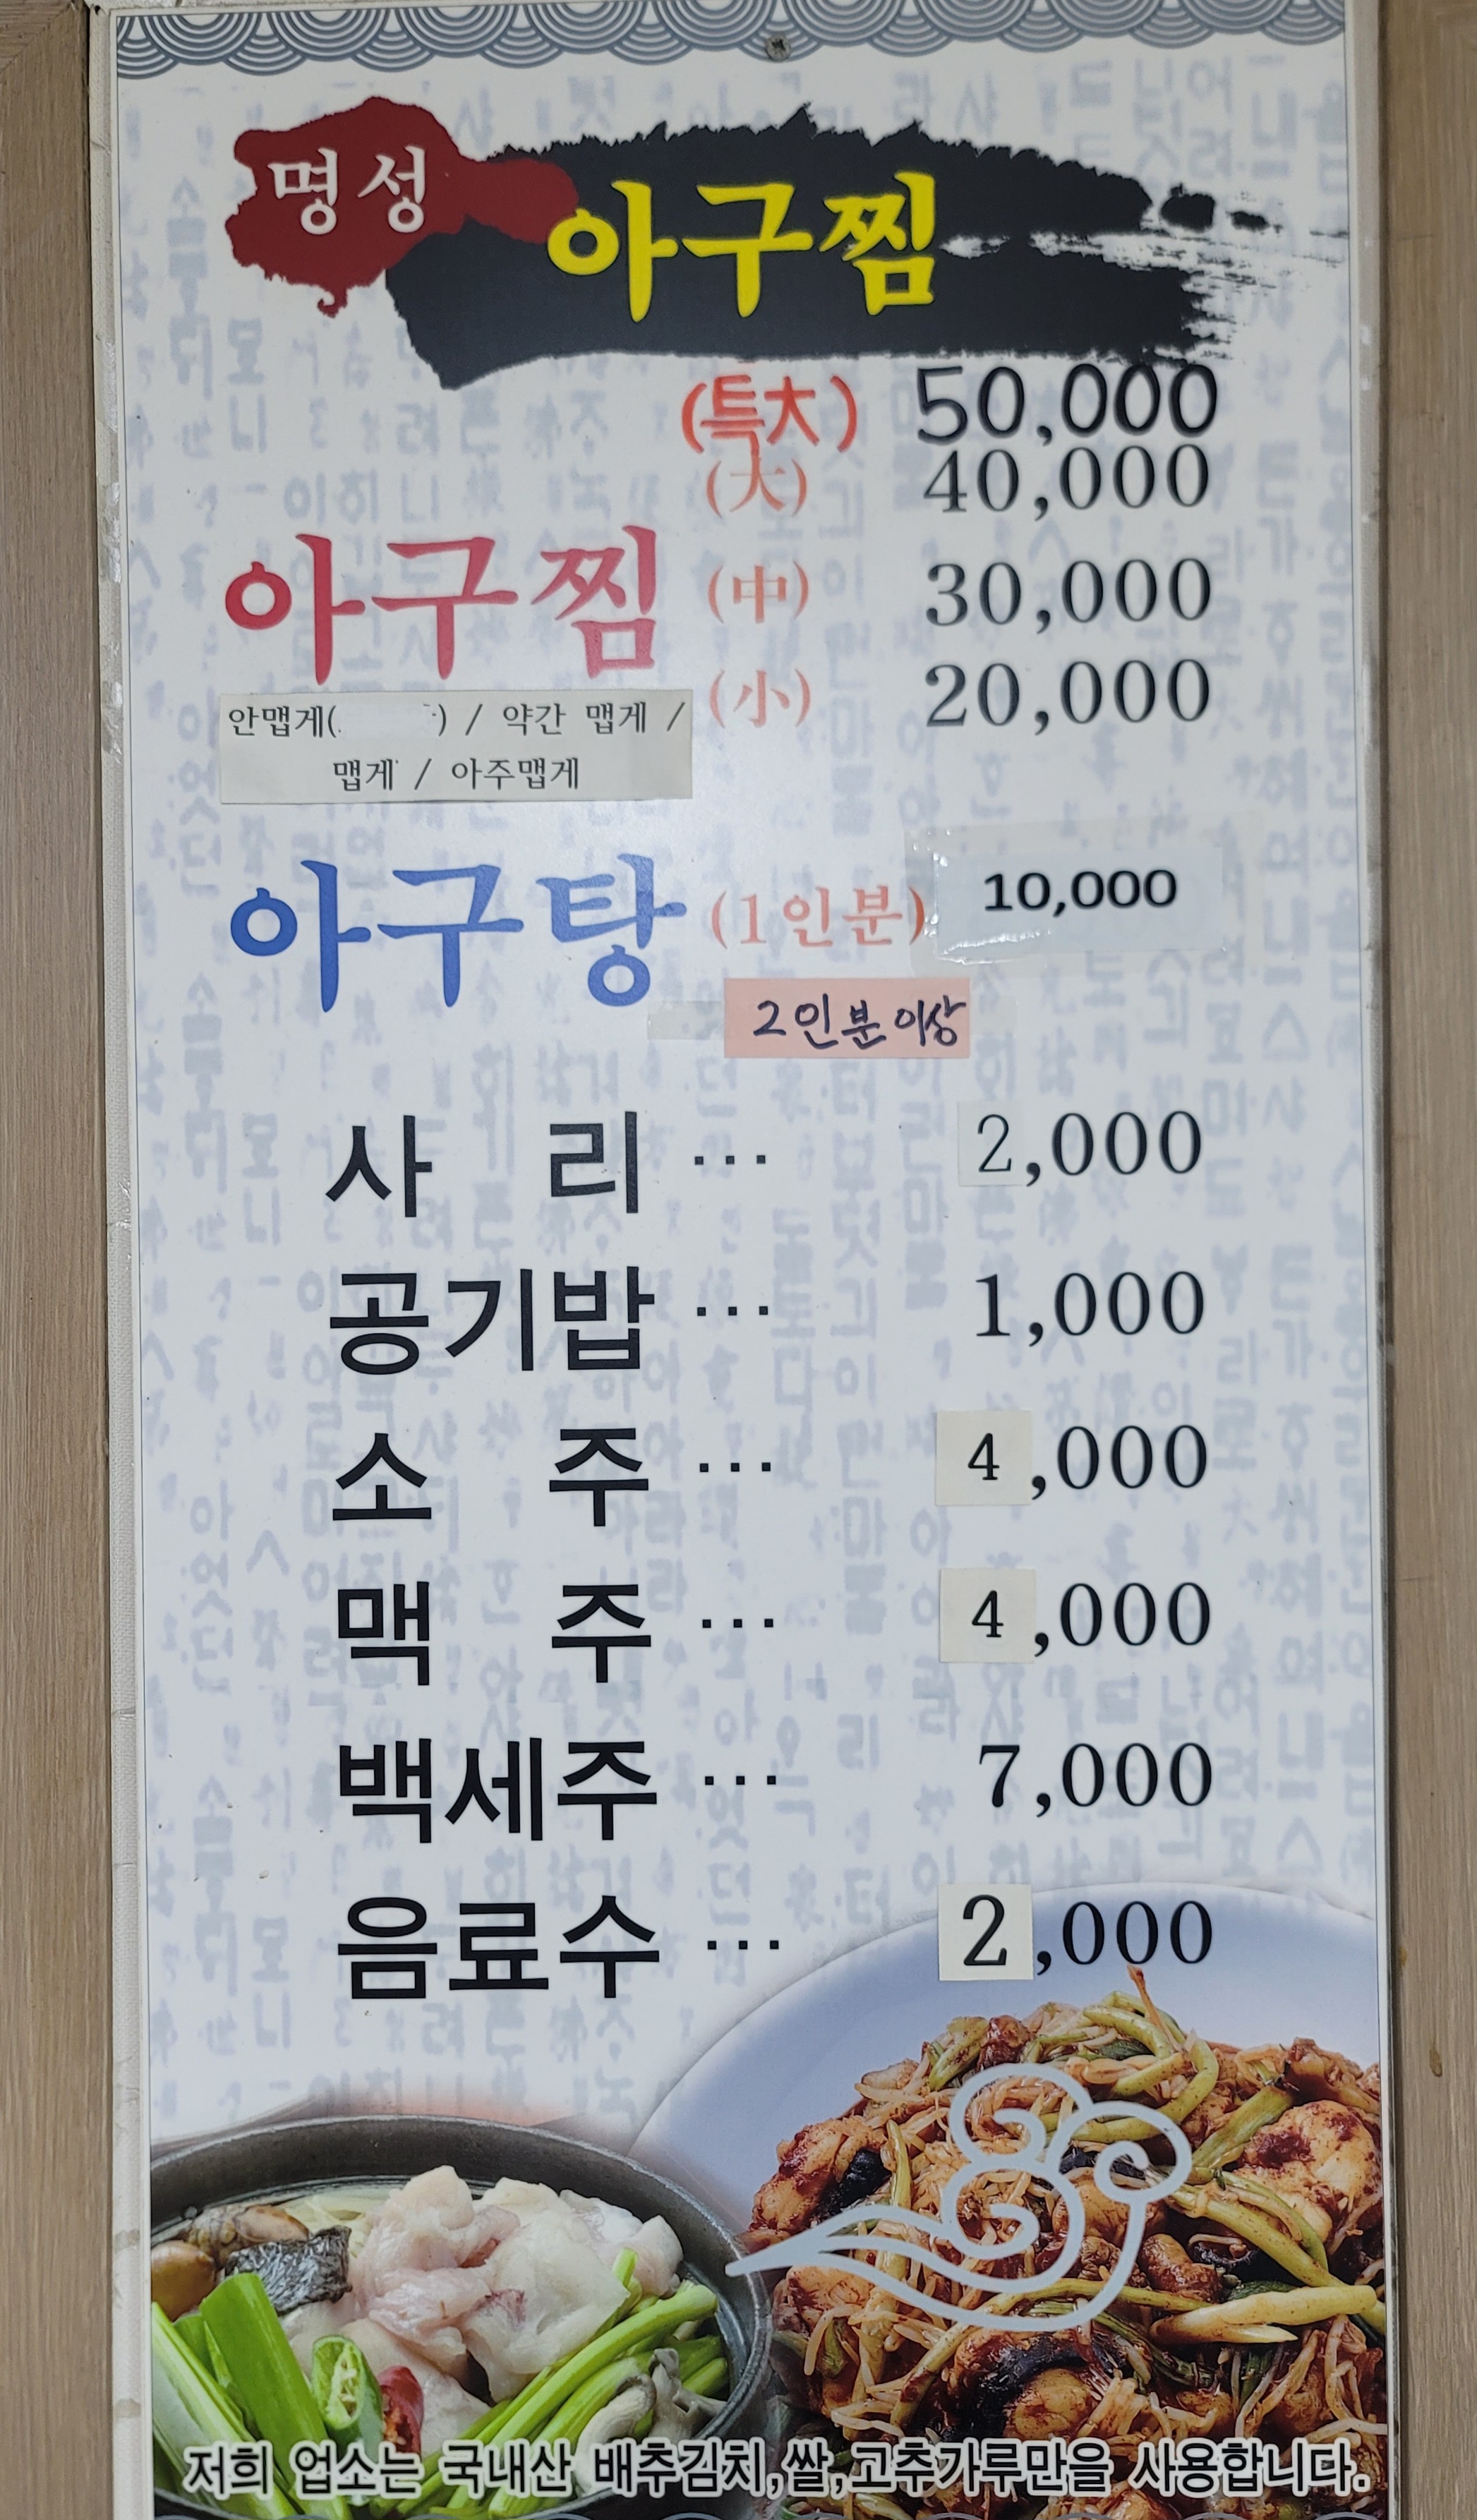 명성 아구찜
(특大) 50,000
(大) 40,000
아구찜 (中) 30,000
(小) 20,000
안맵게( ) / 약간 맵게 /
맵게 / 아주맵게
아구탕 (1인분) 10,000
2인분 이상
사 리 … 2,000
공기밥 … 1,000
소 주 … 4,000
맥 주 … 4,000
백세주 … 7,000
음료수 … 2,000
저희 업소는 국내산 배추김치,쌀,고추가루만을 사용합니다.